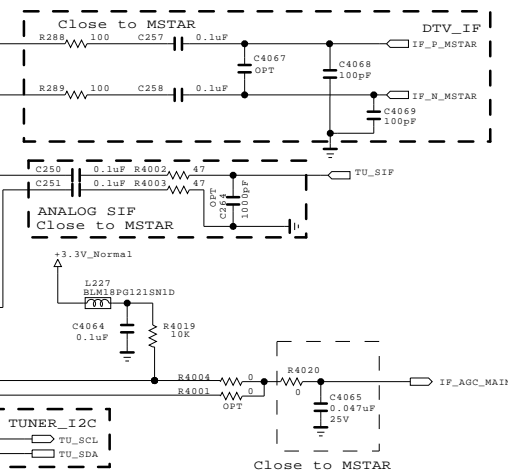 Close to MSTAR
DTV_IF
R288 100 C257 0.1uF
IF_P_MSTAR
C4067
OPT
C4068
100pF
R289 100 C258 0.1uF
IF_N_MSTAR
C4069
100pF
C250 0.1uF R4002 47
TU_SIF
C251 0.1uF R4003 47
OPT
C264
1000pF
ANALOG SIF
Close to MSTAR
+3.3V_Normal
L227
BLM18PG121SN1D
C4064
0.1uF
R4019
10K
R4004 0
R4020
0
IF_AGC_MAIN
R4001 0
OPT
C4065
0.047uF
25V
TUNER_I2C
TU_SCL
TU_SDA
Close to MSTAR